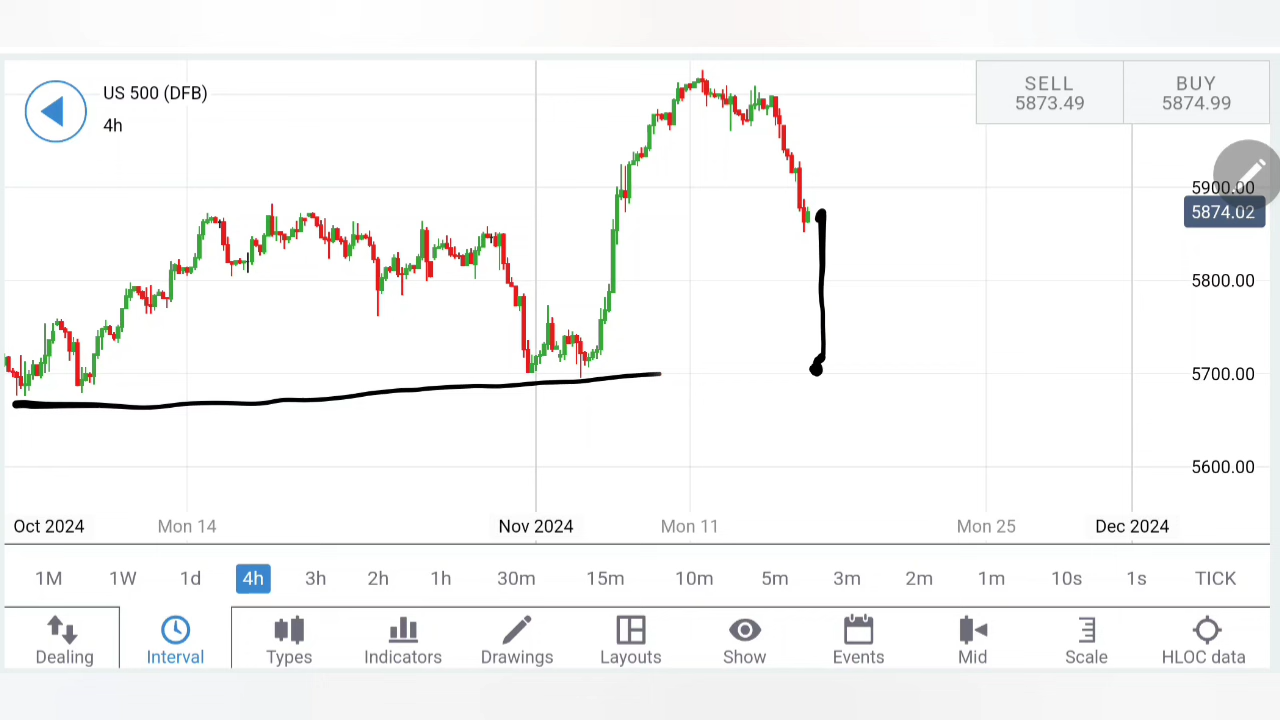 US 500 (DFB)
4h
SELL
5873.49
BUY
5874.99
5900.00
5874.02
5800.00
5700.00
5600.00
Oct 2024 Mon 14 Nov 2024 Mon 11 Mon 25 Dec 2024
1M 1W 1d 4h 3h 2h 1h 30m 15m 10m 5m 3m 2m 1m 10s 1s TICK
Dealing Interval Types Indicators Drawings Layouts Show Events Mid Scale HLOC data